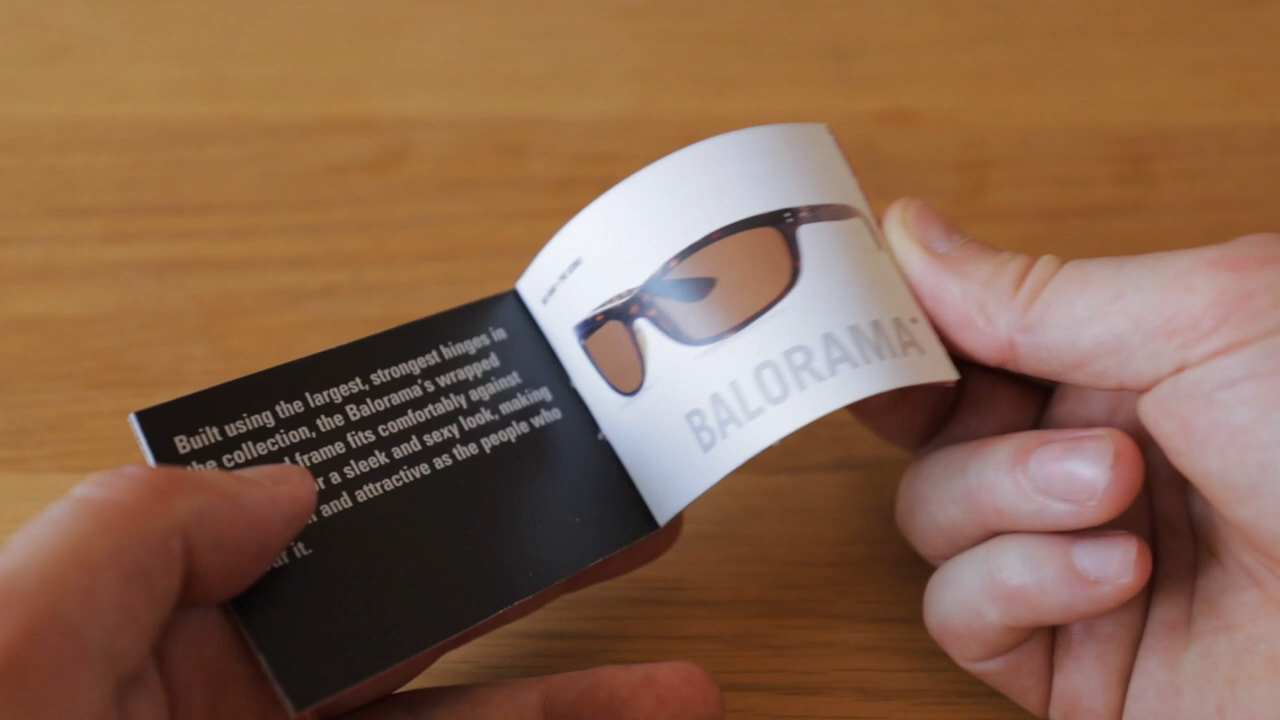 Built using the largest, strongest hinges in
the collection, the Balorama's wrapped
frame fits comfortably against
a sleek and sexy look, making
and attractive as the people who
it.
BALORAMA™